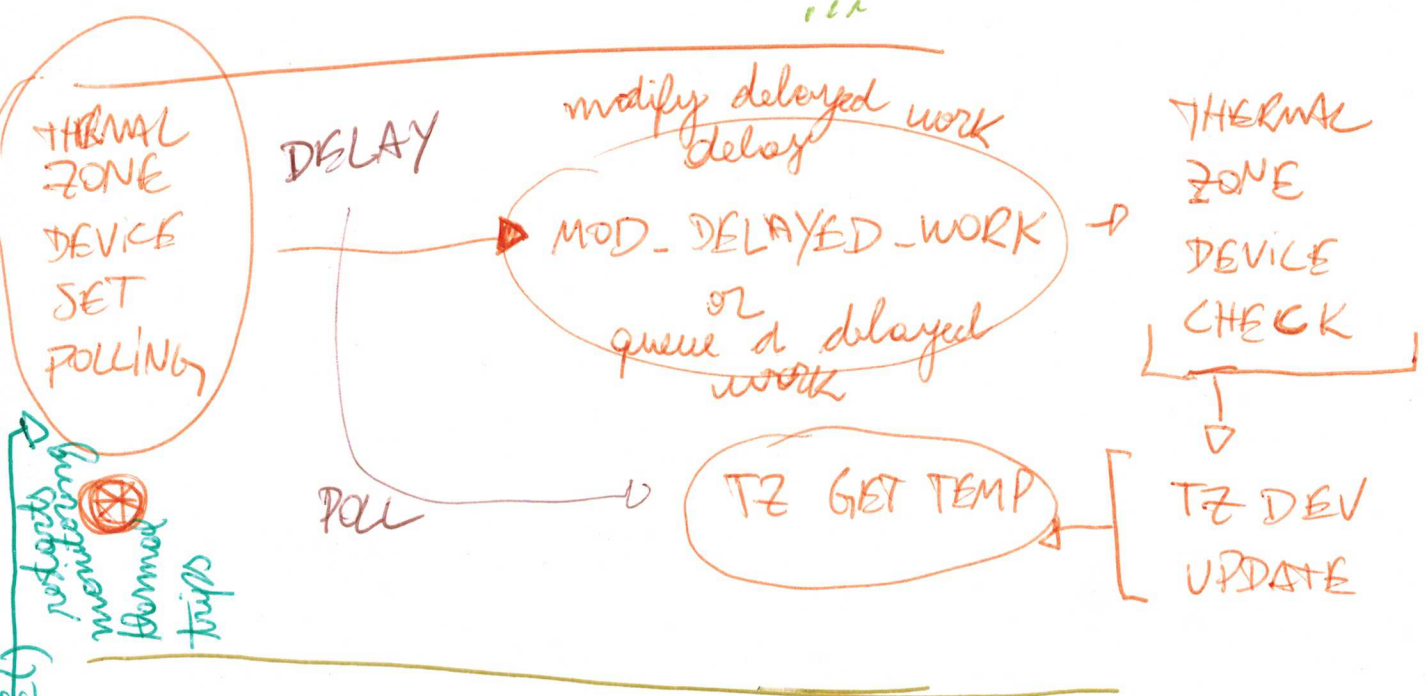 THERMAL
ZONE
DEVICE
SET
POLLING
DELAY
modify delayed work
delay
MOD_DELAYED_WORK
or
queue a delayed
work
THERMAL
ZONE
DEVICE
CHECK
POLL
TZ GET TEMP
TZ DEV
UPDATE
restarts
monitoring
thermal
trips